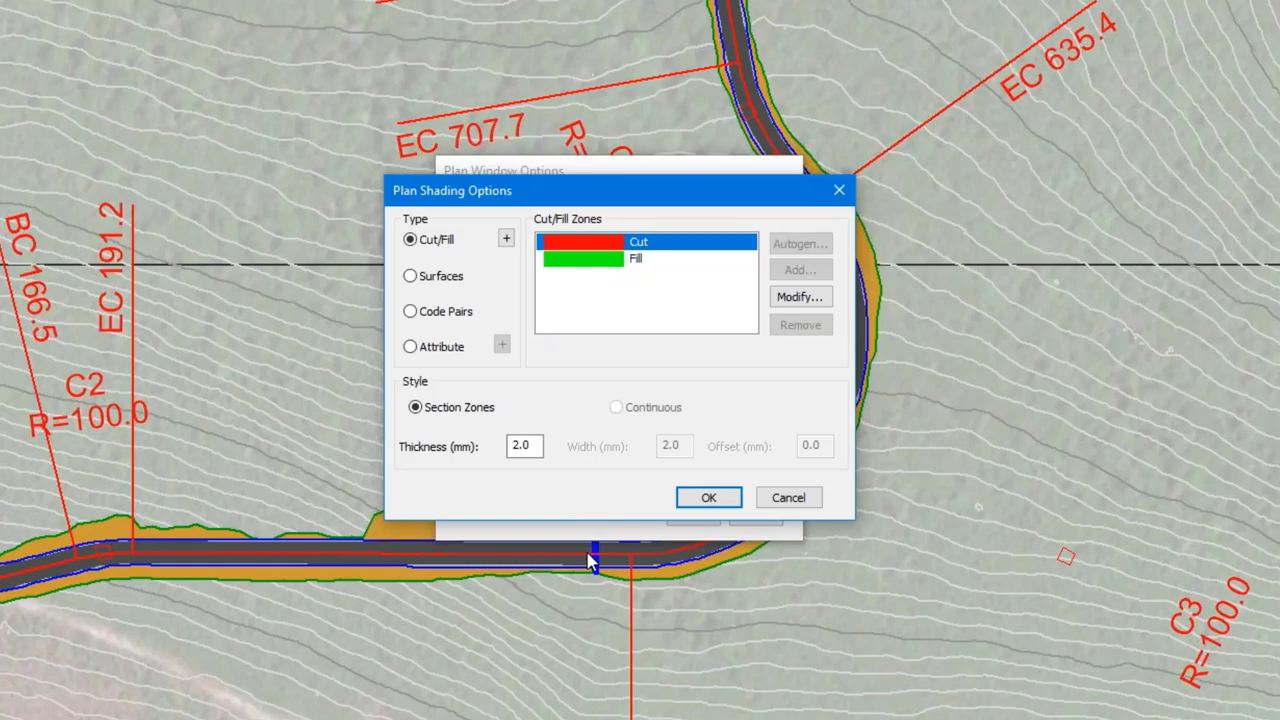 EC 635.4
EC 707.7
R=
Plan Window Options
Plan Shading Options
Type
Cut/Fill
+
Surfaces
Code Pairs
Attribute
+
Cut/Fill Zones
Cut
Fill
Autogen...
Add...
Modify...
Remove
Style
Section Zones
Continuous
Thickness (mm):
2.0
Width (mm):
2.0
Offset (mm):
0.0
OK
Cancel
BC 166.5
EC 191.2
C2
R=100.0
C3
R=100.0